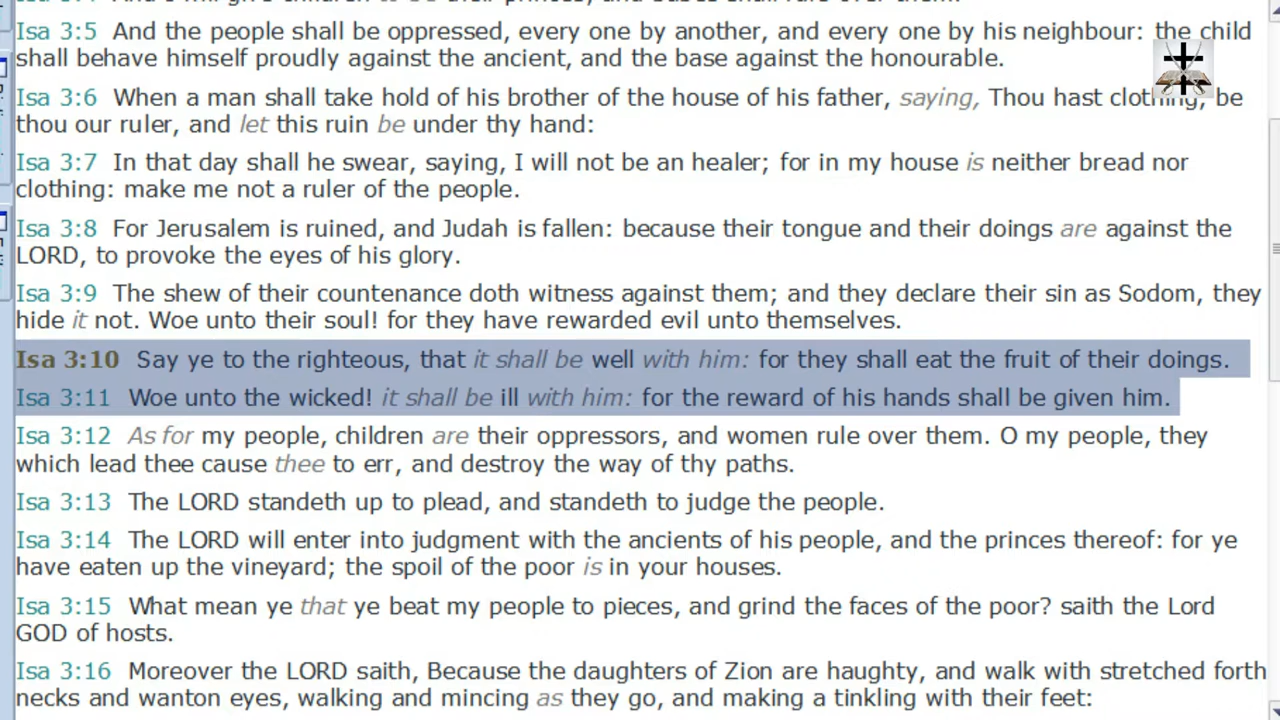 Isa 3:5 And the people shall be oppressed, every one by another, and every one by his neighbour: the child
shall behave himself proudly against the ancient, and the base against the honourable.
Isa 3:6 When a man shall take hold of his brother of the house of his father, saying, Thou hast clothing, be
thou our ruler, and let this ruin be under thy hand:
Isa 3:7 In that day shall he swear, saying, I will not be an healer; for in my house is neither bread nor
clothing: make me not a ruler of the people.
Isa 3:8 For Jerusalem is ruined, and Judah is fallen: because their tongue and their doings are against the
LORD, to provoke the eyes of his glory.
Isa 3:9 The shew of their countenance doth witness against them; and they declare their sin as Sodom, they
hide it not. Woe unto their soul! for they have rewarded evil unto themselves.
Isa 3:10 Say ye to the righteous, that it shall be well with him: for they shall eat the fruit of their doings.
Isa 3:11 Woe unto the wicked! it shall be ill with him: for the reward of his hands shall be given him.
Isa 3:12 As for my people, children are their oppressors, and women rule over them. O my people, they
which lead thee cause thee to err, and destroy the way of thy paths.
Isa 3:13 The LORD standeth up to plead, and standeth to judge the people.
Isa 3:14 The LORD will enter into judgment with the ancients of his people, and the princes thereof: for ye
have eaten up the vineyard; the spoil of the poor is in your houses.
Isa 3:15 What mean ye that ye beat my people to pieces, and grind the faces of the poor? saith the Lord
GOD of hosts.
Isa 3:16 Moreover the LORD saith, Because the daughters of Zion are haughty, and walk with stretched forth
necks and wanton eyes, walking and mincing as they go, and making a tinkling with their feet: